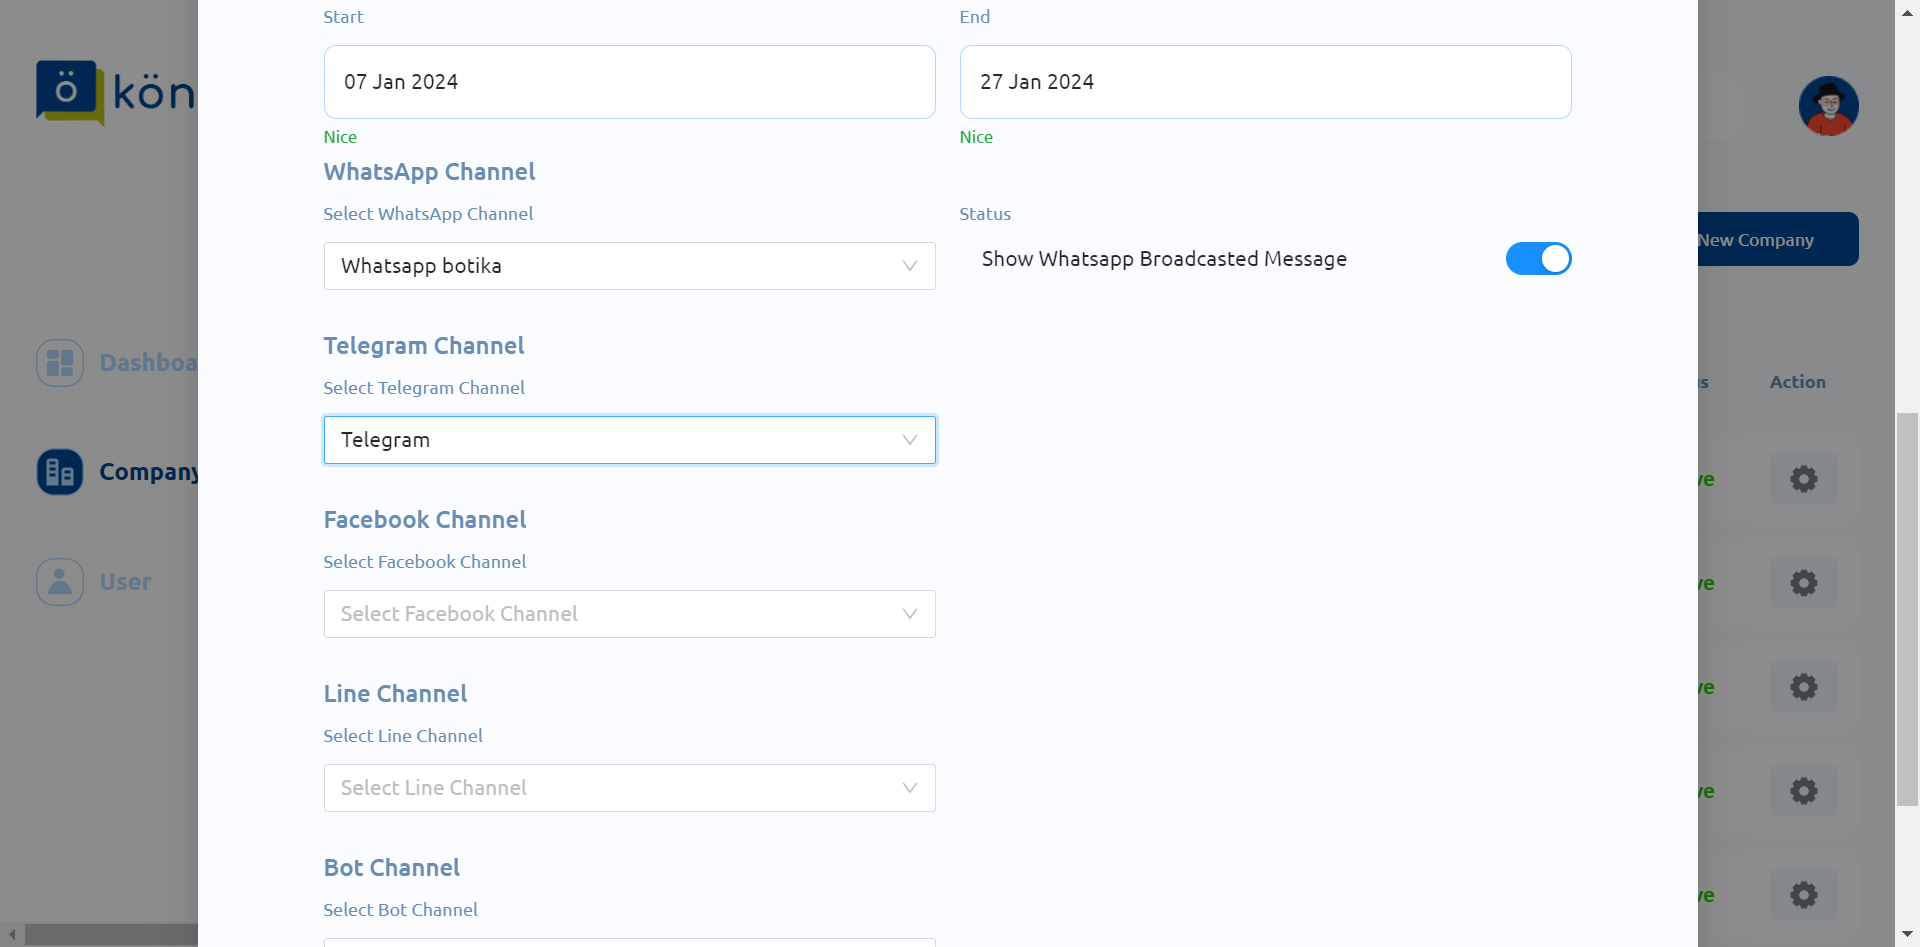 Start
End
07 Jan 2024
27 Jan 2024
Nice
Nice
WhatsApp Channel
Select WhatsApp Channel
Status
Whatsapp botika
Show Whatsapp Broadcasted Message
Telegram Channel
Select Telegram Channel
Telegram
Facebook Channel
Select Facebook Channel
Select Facebook Channel
Line Channel
Select Line Channel
Select Line Channel
Bot Channel
Select Bot Channel
ö kön
Dashboa
Company
User
New Company
us
Action
ve
ve
ve
ve
ve